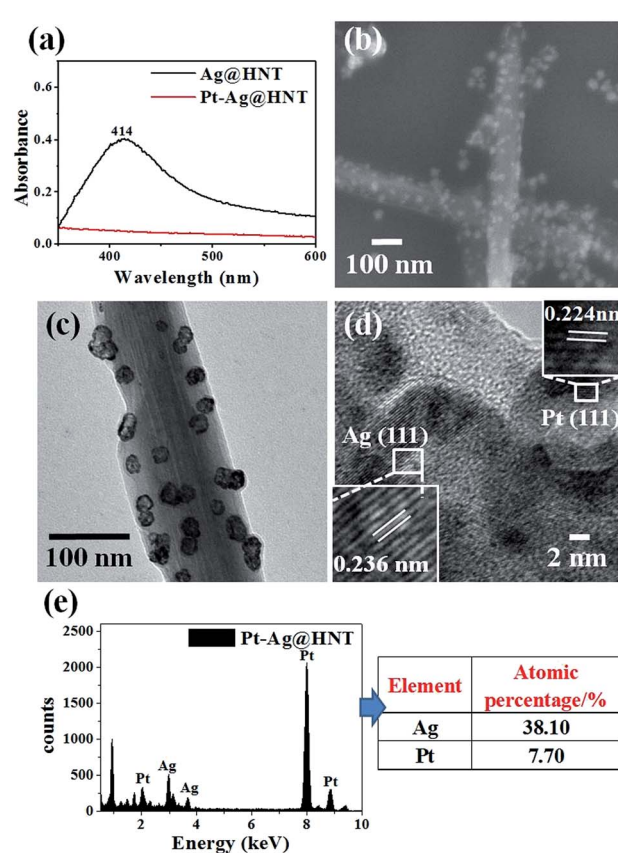 (a)
Ag@HNT
Pt-Ag@HNT
414
0.6
0.4
0.2
0.0
Absorbance
400
500
600
Wavelength (nm)
(b)
100 nm
(c)
100 nm
(d)
0.224nm
Pt (111)
Ag (111)
0.236 nm
2 nm
(e)
Pt-Ag@HNT
2500
2000
1500
1000
500
0
counts
Pt
Ag
Ag
Pt
Pt
2
4
6
8
10
Energy (keV)
Element Atomic percentage/%
Ag 38.10
Pt 7.70